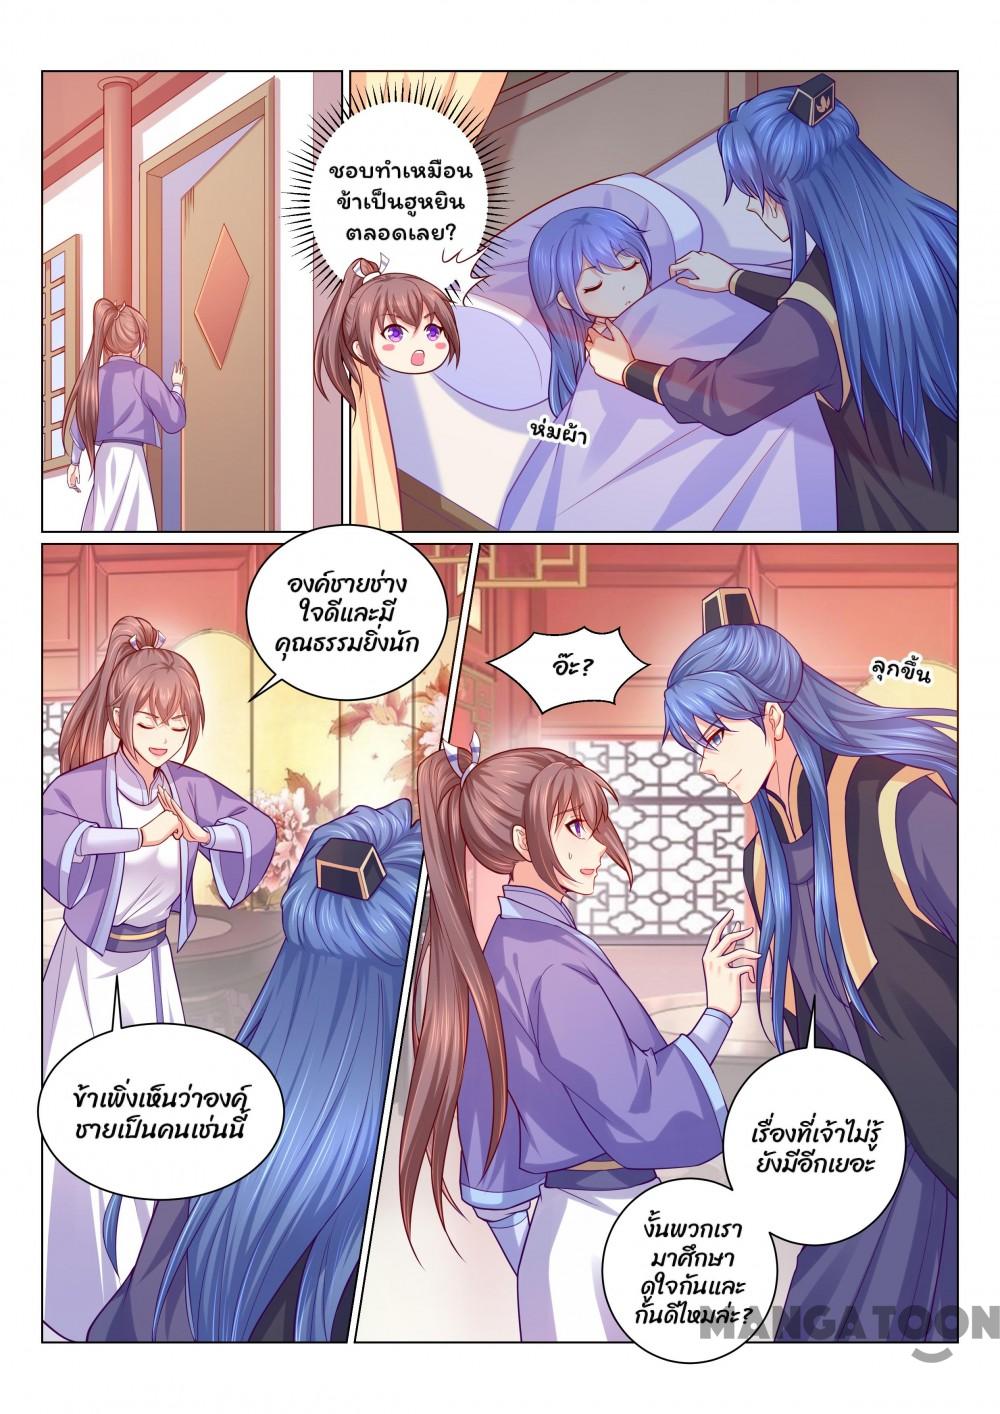 ชอบทำเหมือน
ข้าเป็นฮูหยิน
ตลอดเลย?
ห่มผ้า
องค์ชายช่าง
ใจดีและมี
คุณธรรมยิ่งนัก
ข้าเพิ่งเห็นว่าองค์
ชายเป็นคนเช่นนี้
อ๊ะ?
ลุกขึ้น
เรื่องที่เจ้าไม่รู้
ยังมีอีกเยอะ
งั้นพวกเรา
มาศึกษา
ดูใจกันและ
กันดีไหมล่ะ?
MANGATOON